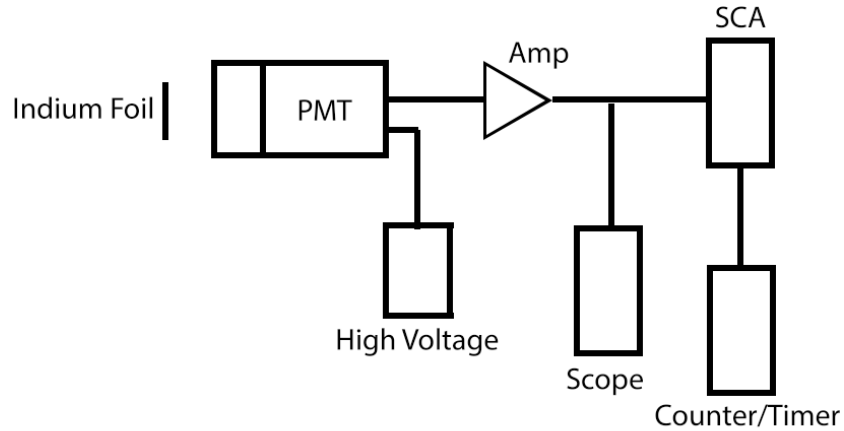 SCA
Amp
Indium Foil
PMT
High Voltage
Scope
Counter/Timer